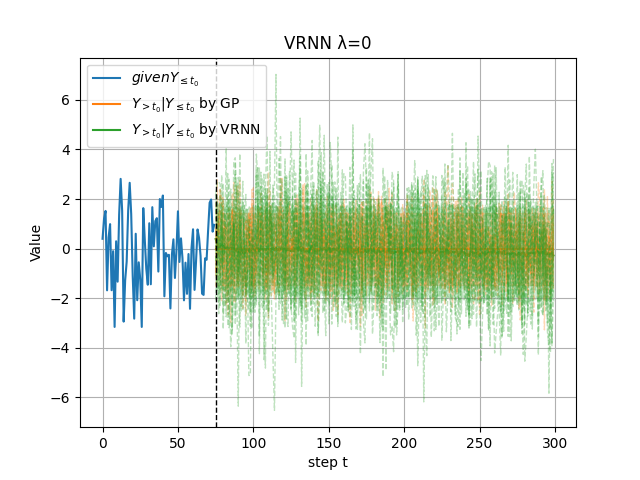 VRNN λ=0
givenY≤t₀
Y>t₀|Y≤t₀ by GP
Y>t₀|Y≤t₀ by VRNN
Value
6
4
2
0
−2
−4
−6
0 50 100 150 200 250 300
step t